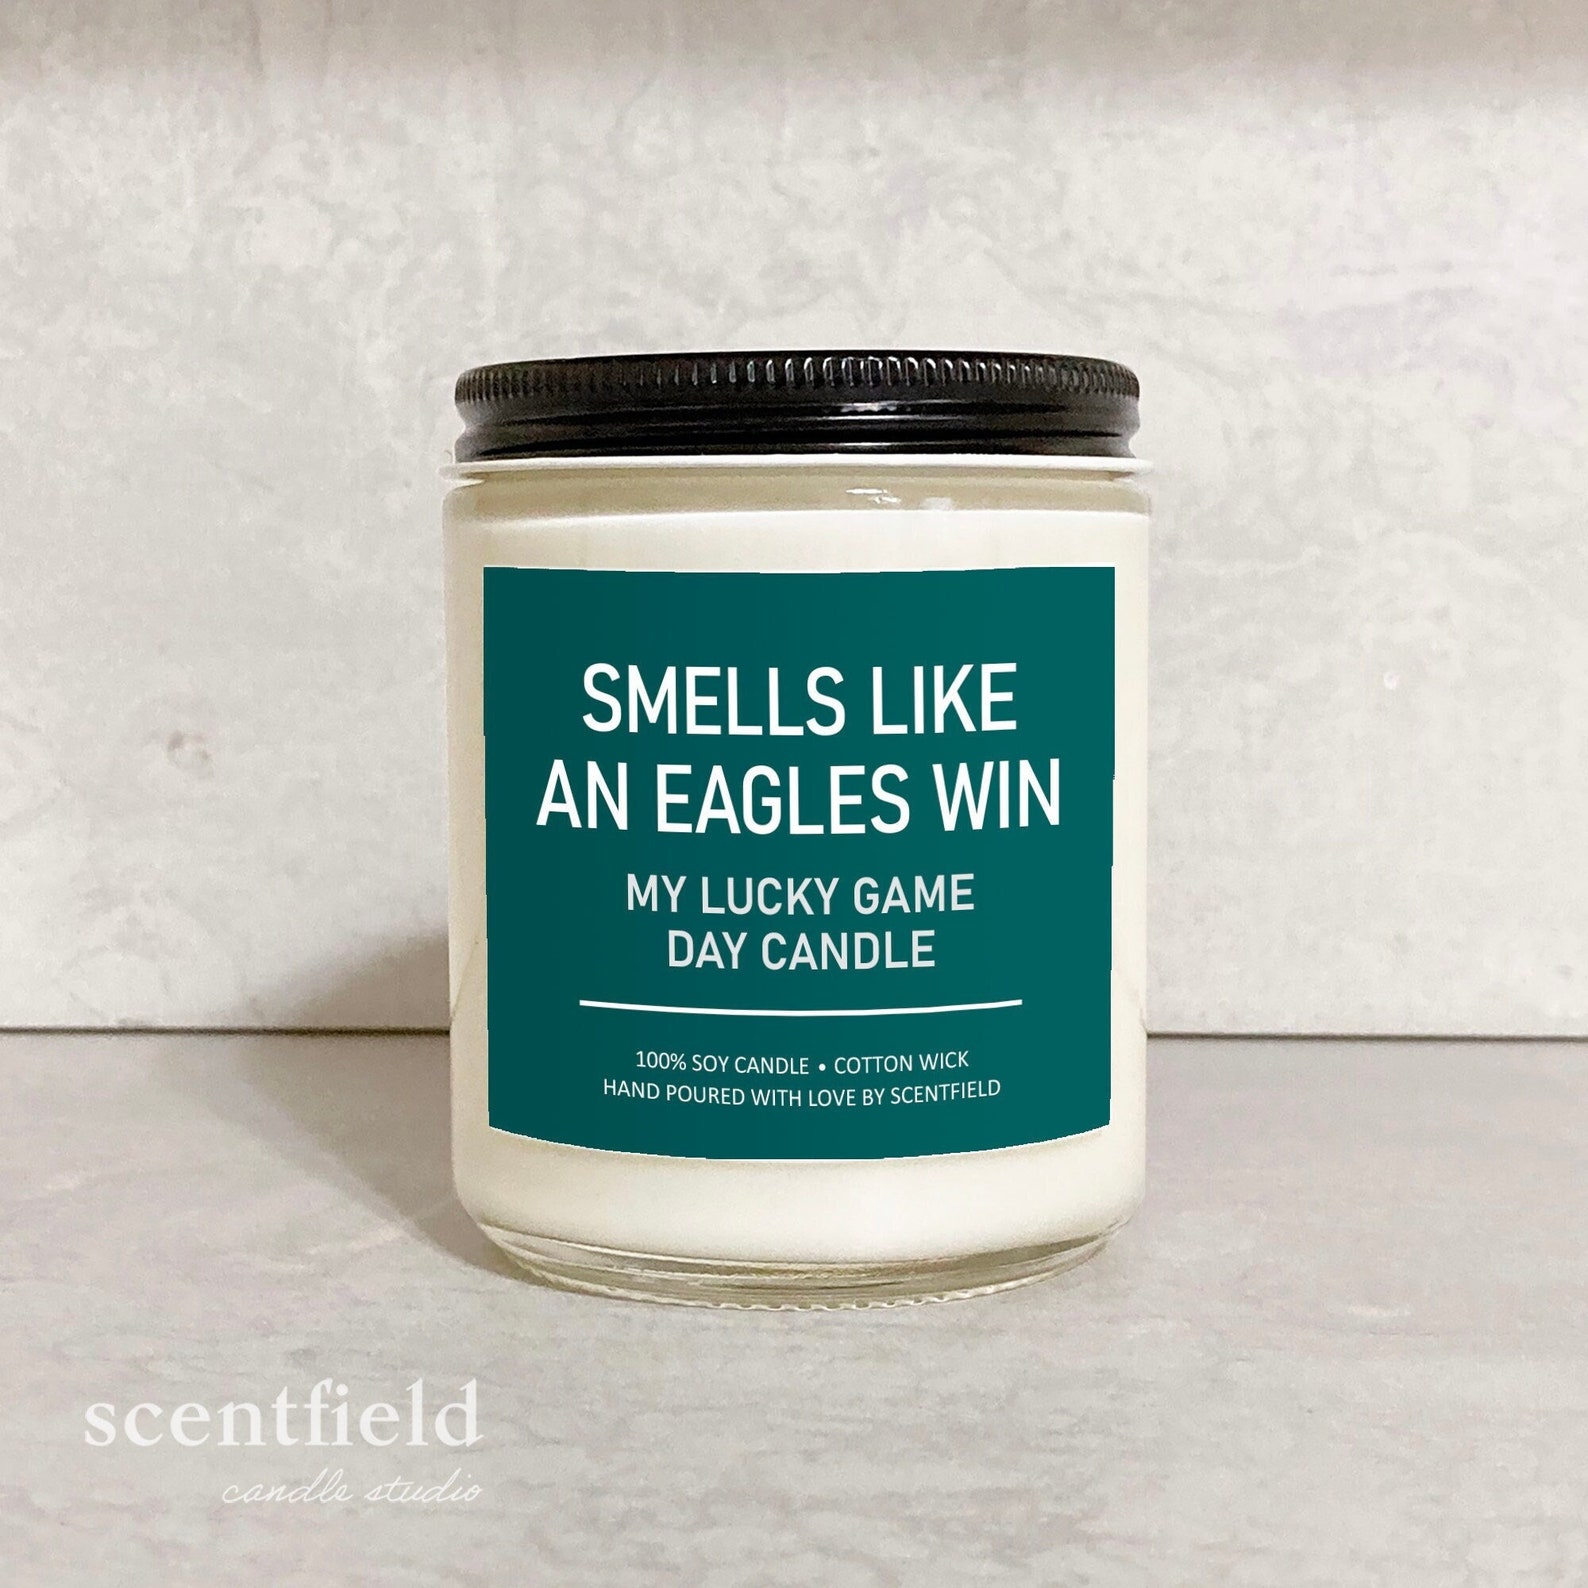 SMELLS LIKE
AN EAGLES WIN
MY LUCKY GAME
DAY CANDLE
100% SOY CANDLE • COTTON WICK
HAND POURED WITH LOVE BY SCENTFIELD
scentfield
candle studio